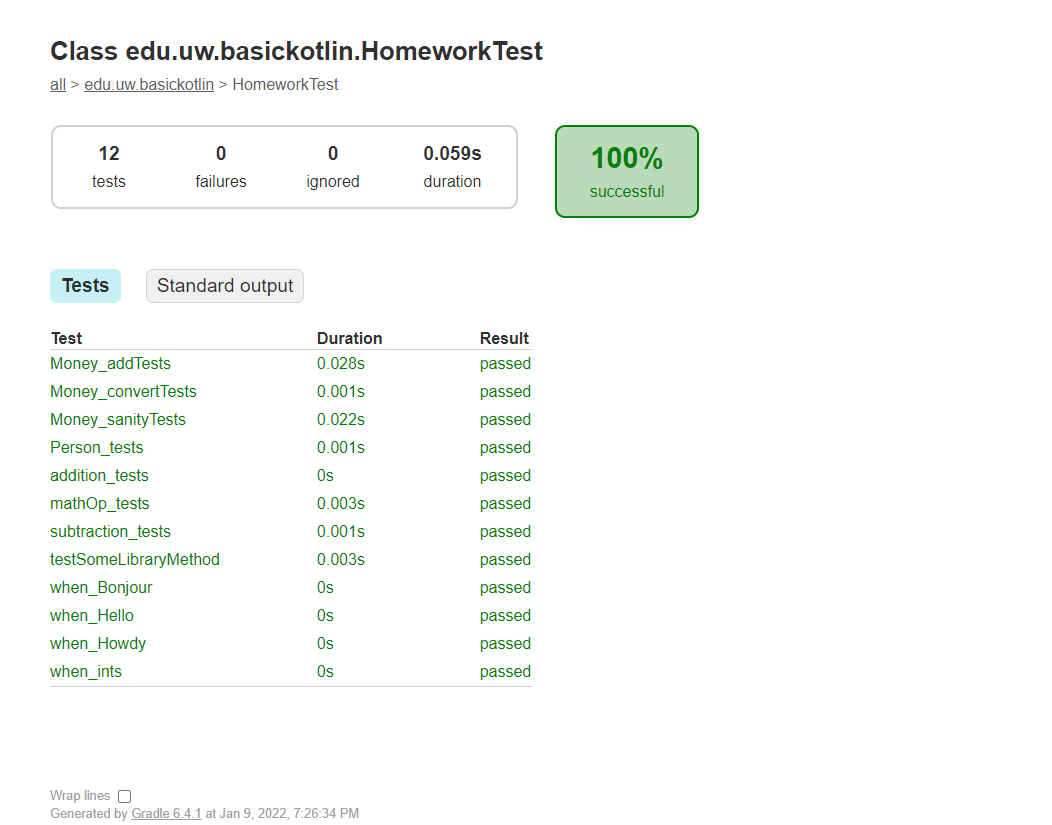 Class edu.uw.basickotlin.HomeworkTest
all > edu.uw.basickotlin > HomeworkTest
12 0 0 0.059s
tests failures ignored duration
100%
successful
Tests Standard output
Test Duration Result
Money_addTests 0.028s passed
Money_convertTests 0.001s passed
Money_sanityTests 0.022s passed
Person_tests 0.001s passed
addition_tests 0s passed
mathOp_tests 0.003s passed
subtraction_tests 0.001s passed
testSomeLibraryMethod 0.003s passed
when_Bonjour 0s passed
when_Hello 0s passed
when_Howdy 0s passed
when_ints 0s passed
Wrap lines
Generated by Gradle 6.4.1 at Jan 9, 2022, 7:26:34 PM